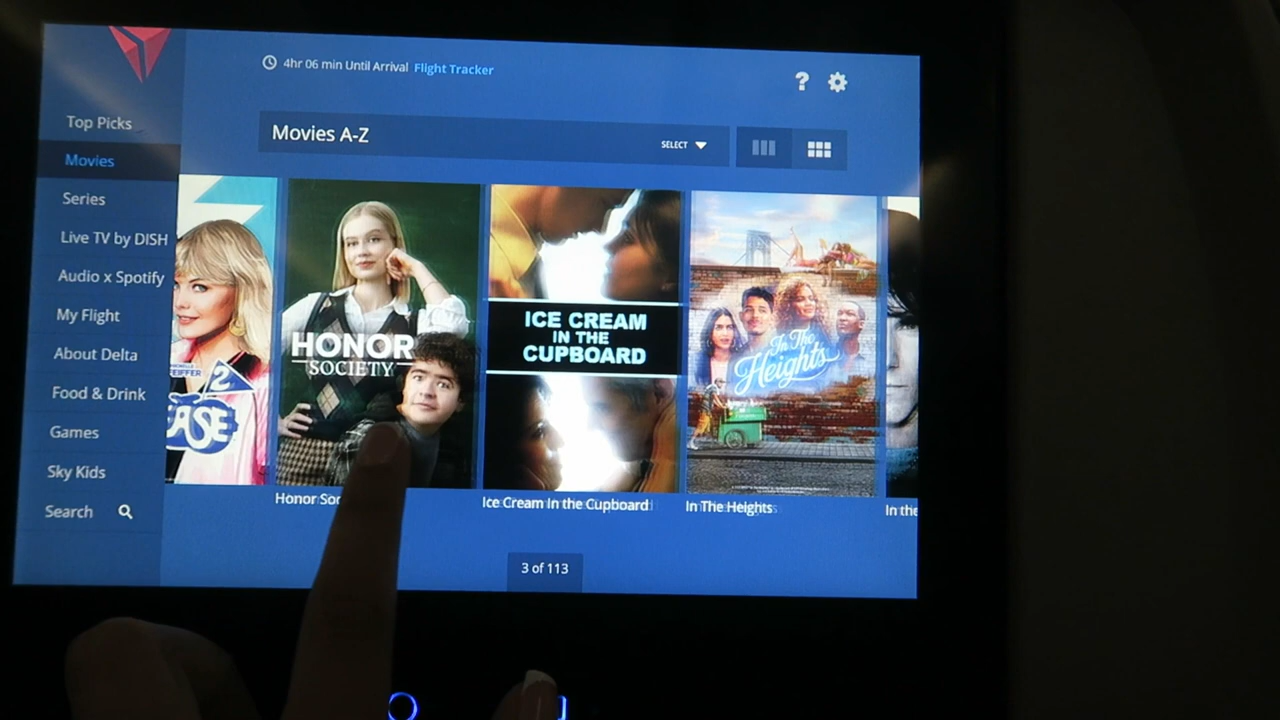 4hr 06 min Until Arrival Flight Tracker
?
Top Picks
Movies
Series
Live TV by DISH
Audio x Spotify
My Flight
About Delta
Food & Drink
Games
Sky Kids
Search
Movies A-Z
SELECT
2
HONOR
SOCIETY
ICE CREAM
IN THE
CUPBOARD
In The
Heights
Honor
Ice Cream In the Cupboard
In The Heights
In the
3 of 113